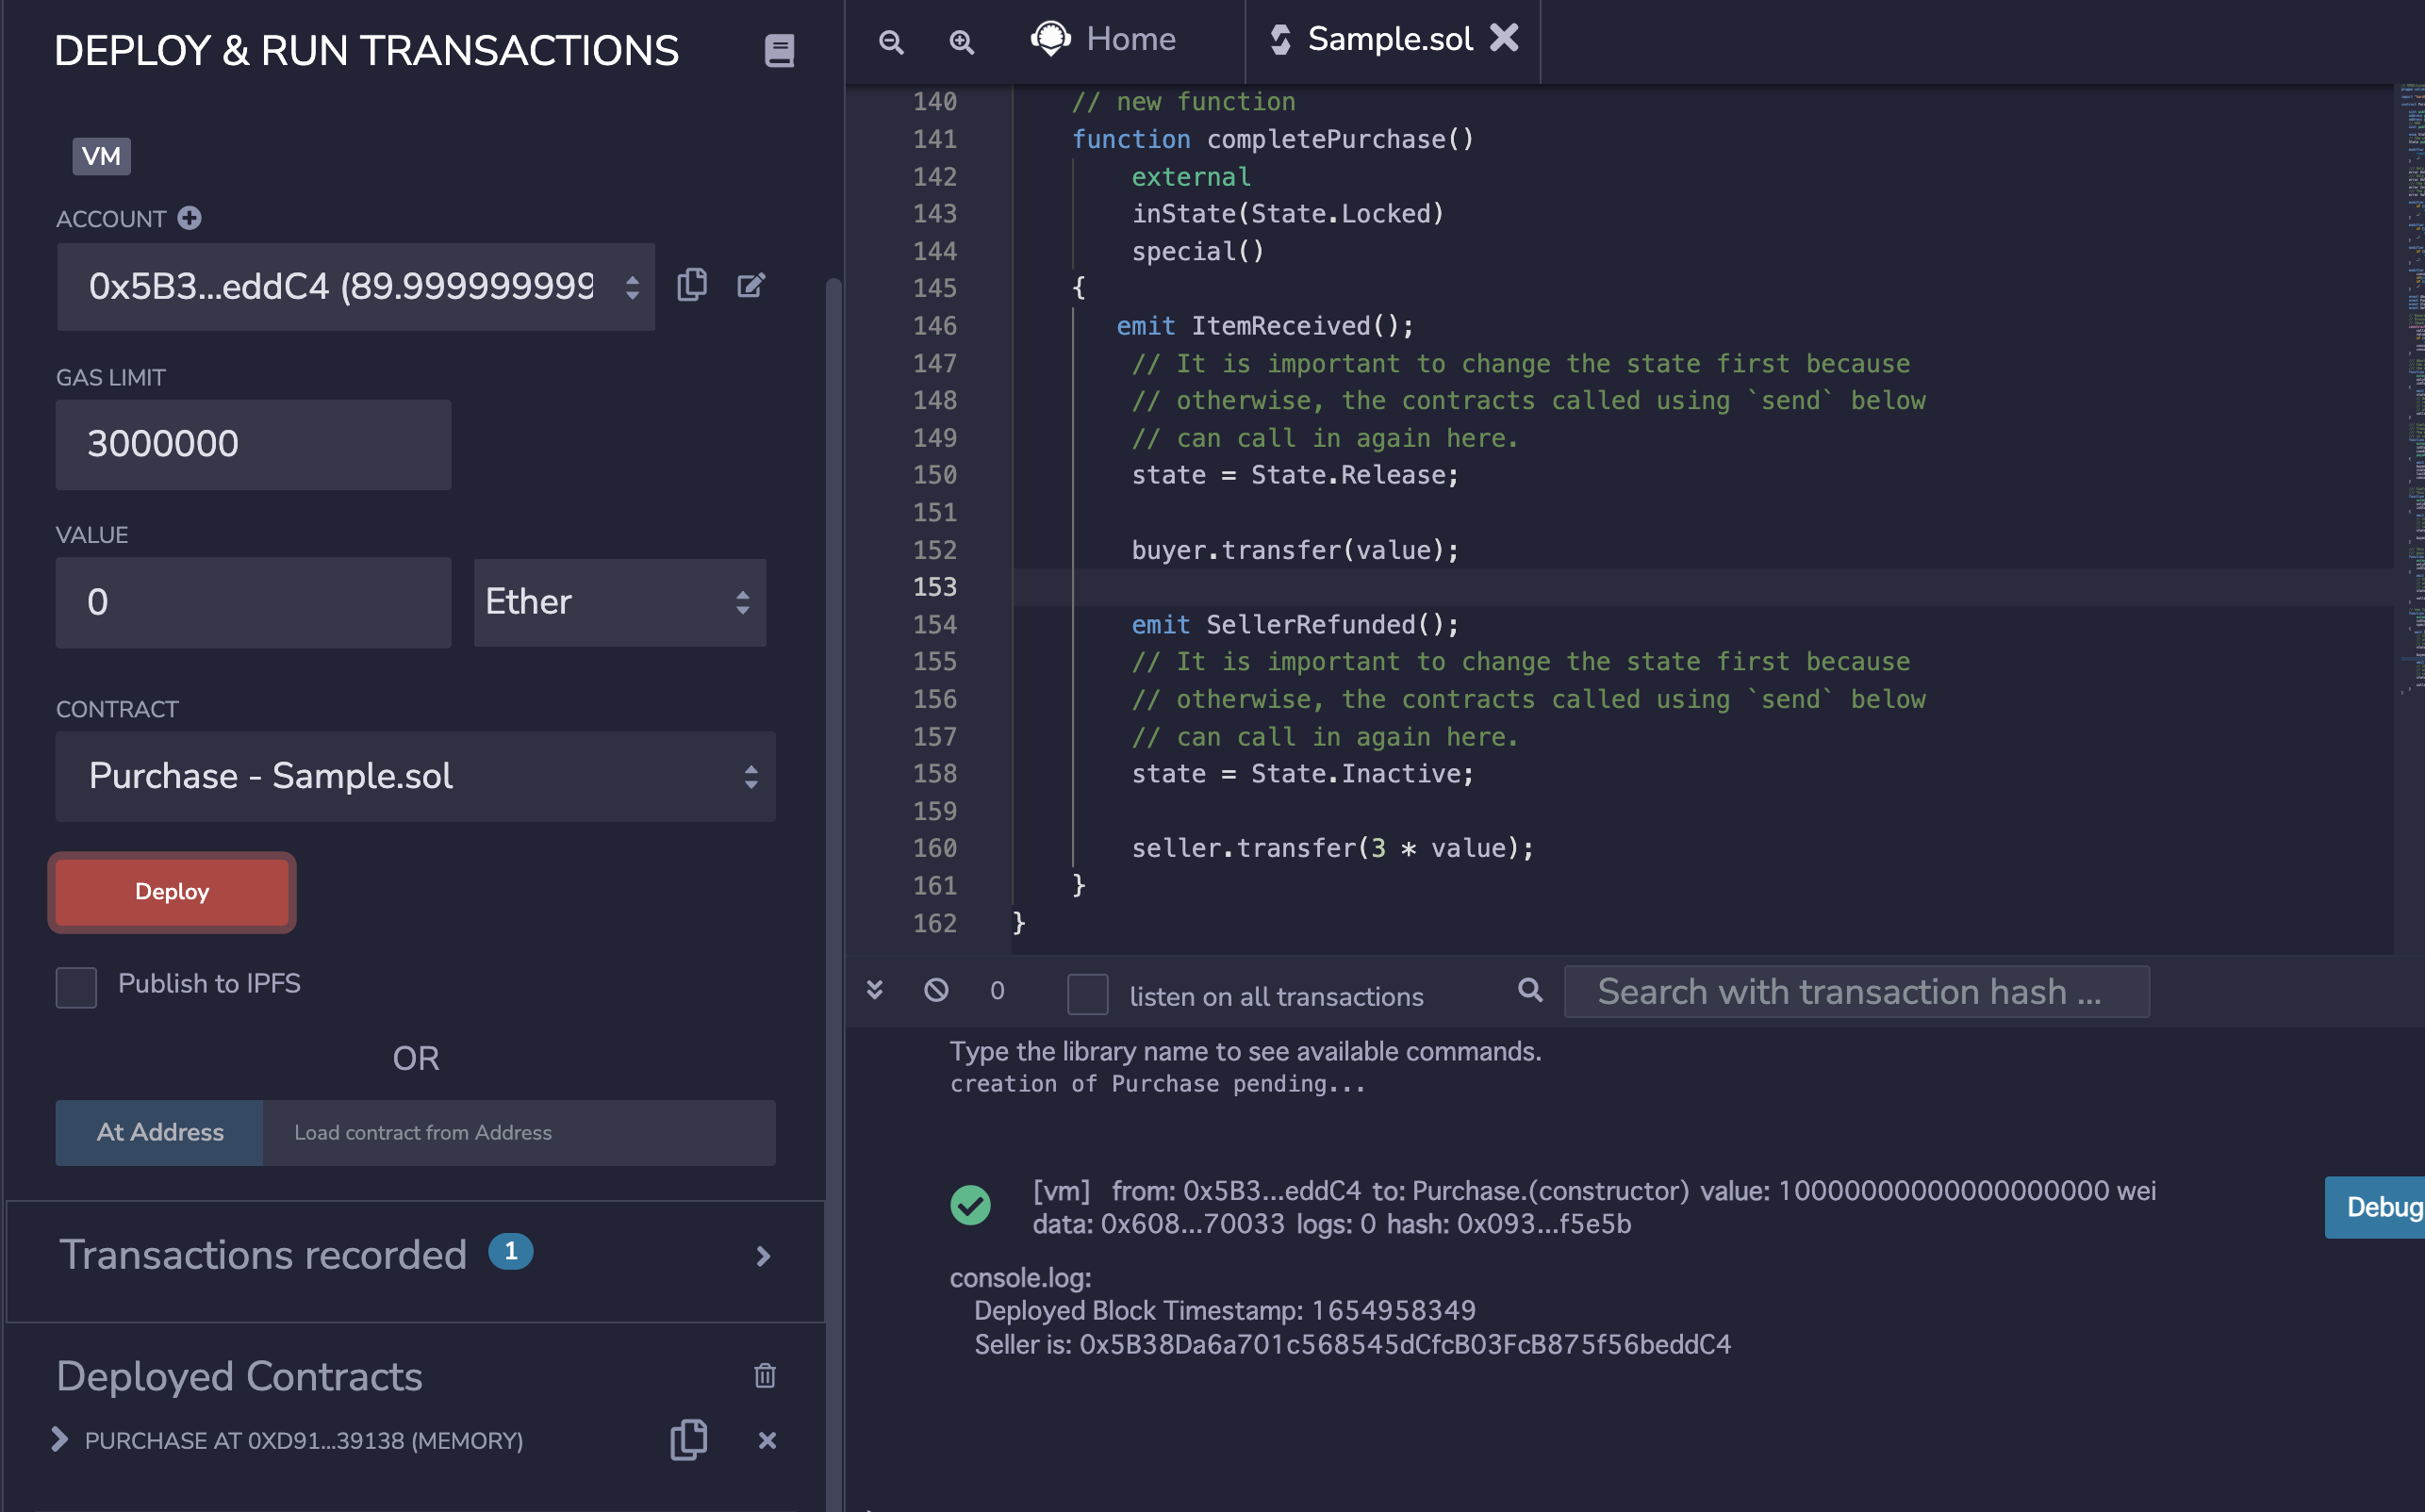 DEPLOY & RUN TRANSACTIONS
VM
ACCOUNT
0x5B3...eddC4 (89.999999999
GAS LIMIT
3000000
VALUE
0
Ether
CONTRACT
Purchase - Sample.sol
Deploy
Publish to IPFS
OR
At Address
Load contract from Address
Transactions recorded 1
Deployed Contracts
PURCHASE AT 0XD91...39138 (MEMORY)
Home
Sample.sol
140 // new function
141 function completePurchase()
142 external
143 inState(State.Locked)
144 special()
145 {
146 emit ItemReceived();
147 // It is important to change the state first because
148 // otherwise, the contracts called using `send` below
149 // can call in again here.
150 state = State.Release;
151
152 buyer.transfer(value);
153
154 emit SellerRefunded();
155 // It is important to change the state first because
156 // otherwise, the contracts called using `send` below
157 // can call in again here.
158 state = State.Inactive;
159
160 seller.transfer(3 * value);
161 }
162 }
0
listen on all transactions
Search with transaction hash ...
Type the library name to see available commands.
creation of Purchase pending...
[vm] from: 0x5B3...eddC4 to: Purchase.(constructor) value: 10000000000000000000 wei
data: 0x608...70033 logs: 0 hash: 0x093...f5e5b
Debug
console.log:
Deployed Block Timestamp: 1654958349
Seller is: 0x5B38Da6a701c568545dCfcB03FcB875f56beddC4